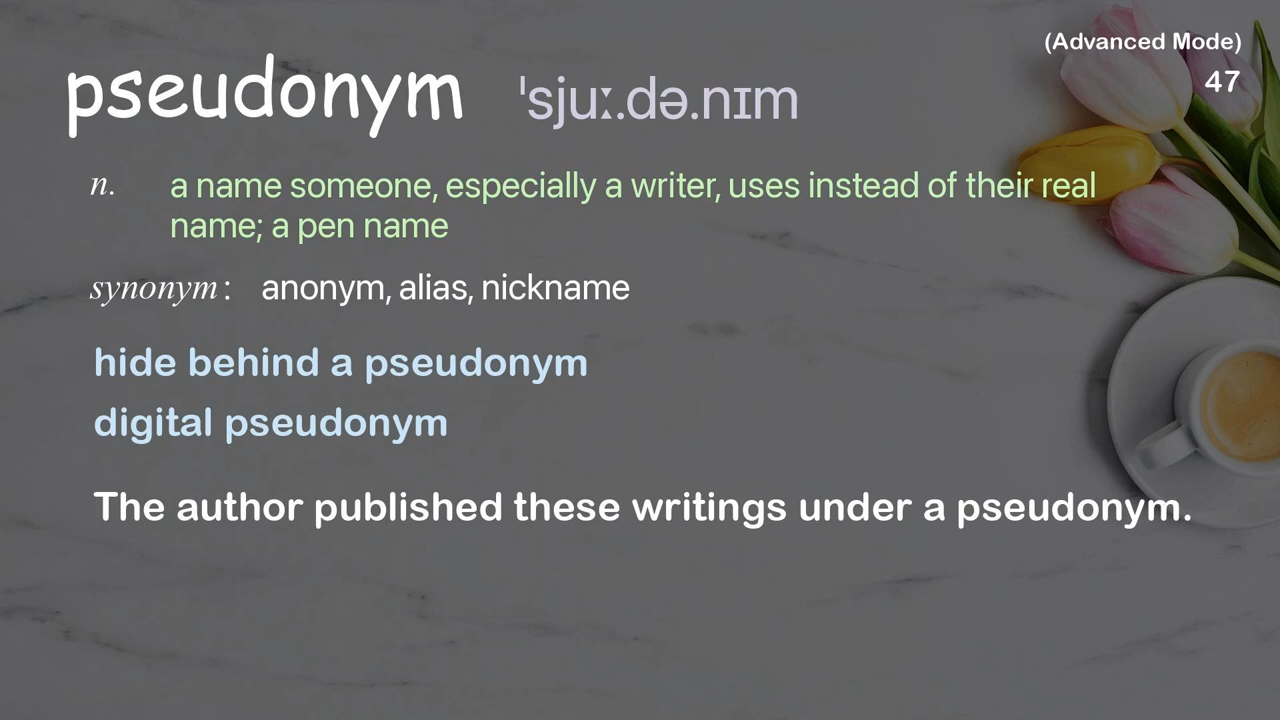 (Advanced Mode)
47
pseudonym ˈsjuː.də.nɪm
n. a name someone, especially a writer, uses instead of their real
name; a pen name
synonym: anonym, alias, nickname
hide behind a pseudonym
digital pseudonym
The author published these writings under a pseudonym.